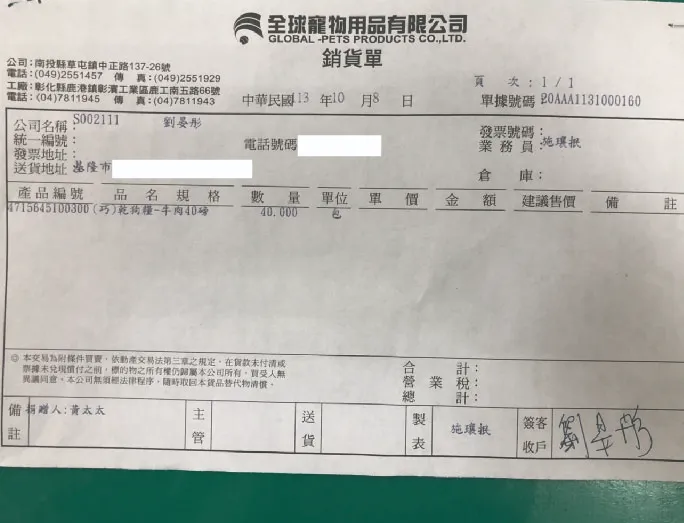 全球寵物用品有限公司
GLOBAL -PETS PRODUCTS CO.,LTD.
銷貨單
公司:南投縣草屯鎮中正路137-26號
電話:(049)2551457 傳 真:(049)2551929
工廠:彰化縣鹿港鎮彰濱工業區鹿工南五路66號
電話:(04)7811945 傳 真:(04)7811943
中華民國 113 年 10 月 8 日
頁 次:1/1
單據號碼:20AAA1131000160
公司名稱:S002111 劉晏彤
統一編號:
發票地址:
送貨地址:基隆市
電話號碼
發票號碼:
業務員:施瓖抿
倉 庫:
產品編號 品名規格 數 量 單位 單 價 金 額 建議售價 備 註
4715645100300 (巧)乾狗糧-牛肉40磅 40.000 包
◎ 本交易為附條件買賣,依動產交易法第三章之規定,在貨款未付清或
票據未兌現償付之前,標的物之所有權仍歸屬本公司所有,買受人無
異議同意,本公司無須經法律程序,隨時取回本貨品替代物清償。
合 計:
營 業 稅:
總 計:
備註 捐贈人:黃太太 主管 送貨 製表 施瓖抿 客戶簽收 劉晏彤